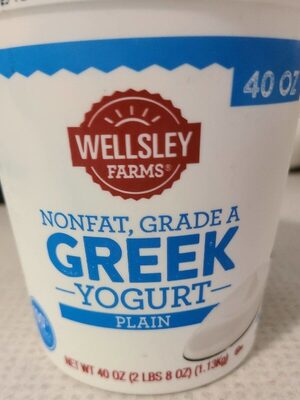 40 OZ
WELLSLEY
FARMS®
NONFAT, GRADE A
GREEK
YOGURT
PLAIN
NET WT 40 OZ (2 LBS 8 OZ) (1.13Kg)